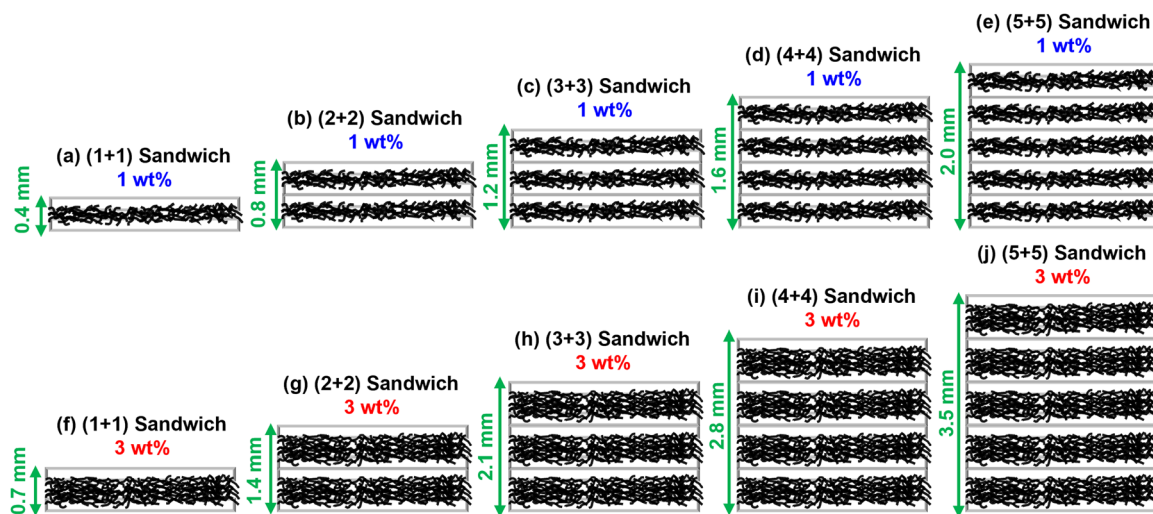 (a) (1+1) Sandwich
1 wt%
0.4 mm
(b) (2+2) Sandwich
1 wt%
0.8 mm
(c) (3+3) Sandwich
1 wt%
1.2 mm
(d) (4+4) Sandwich
1 wt%
1.6 mm
(e) (5+5) Sandwich
1 wt%
2.0 mm
(f) (1+1) Sandwich
3 wt%
0.7 mm
(g) (2+2) Sandwich
3 wt%
1.4 mm
(h) (3+3) Sandwich
3 wt%
2.1 mm
(i) (4+4) Sandwich
3 wt%
2.8 mm
(j) (5+5) Sandwich
3 wt%
3.5 mm